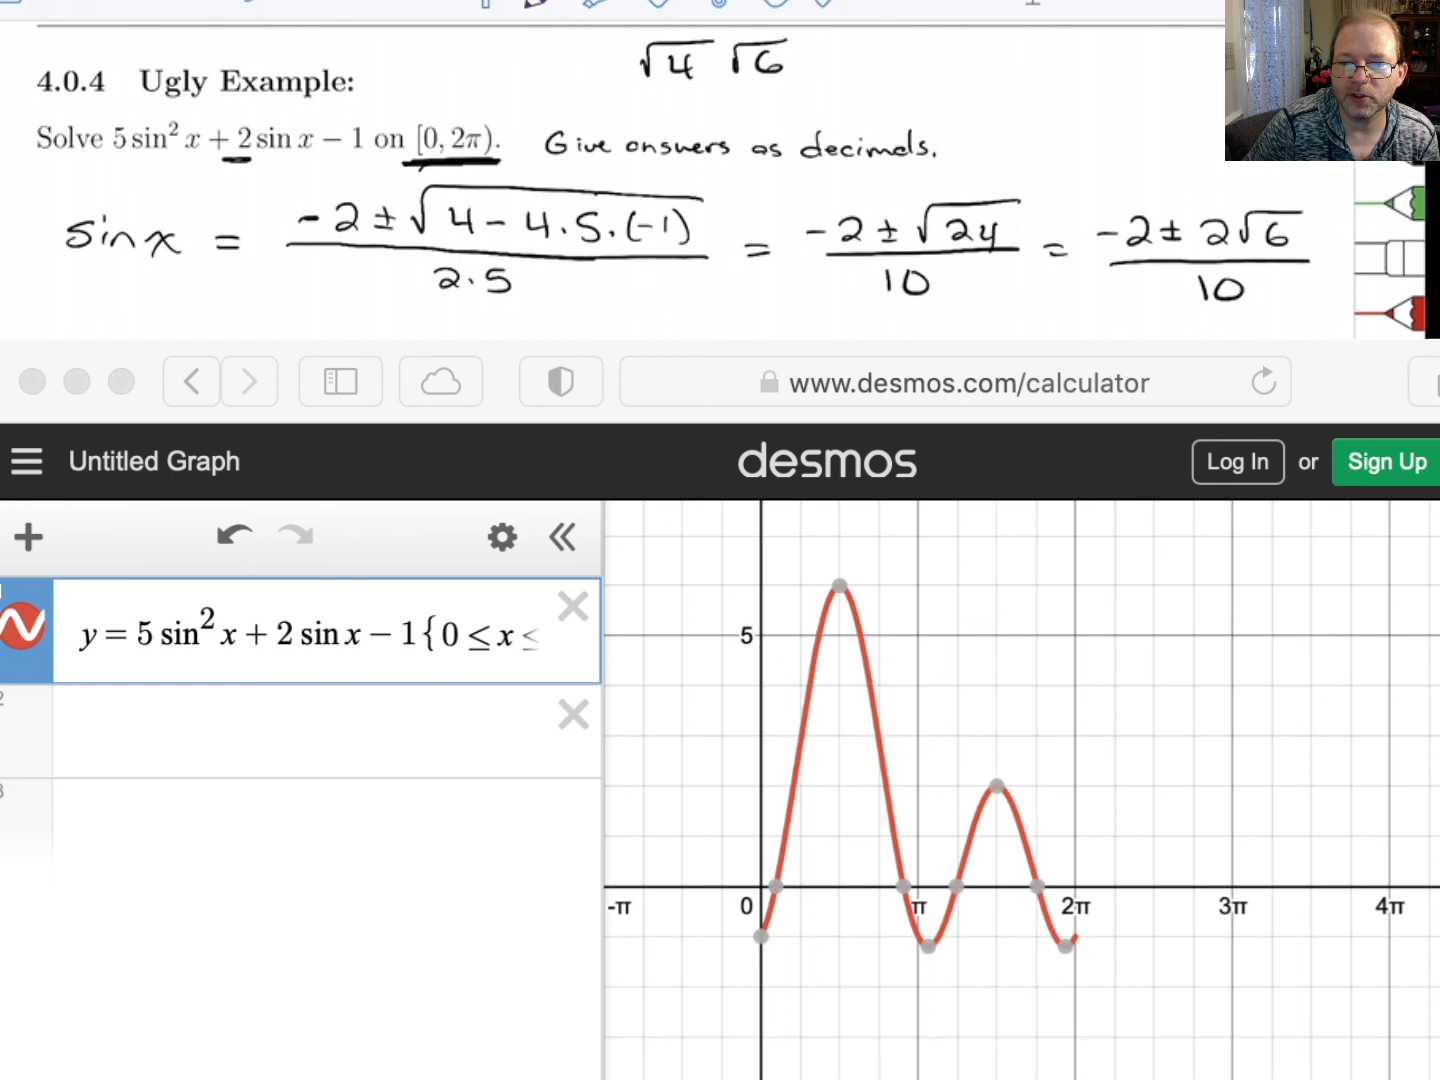 √4 √6
4.0.4 Ugly Example:
Solve 5 sin² x + 2 sin x − 1 on [0, 2π). Give answers as decimals.
sin x = (-2 ± √(4 - 4·5·(-1)))/(2·5) = (-2 ± √24)/10 = (-2 ± 2√6)/10
www.desmos.com/calculator
Untitled Graph desmos Log In or Sign Up
y = 5 sin² x + 2 sin x − 1{0 ≤ x ≤
2
3
5
-π 0 π 2π 3π 4π